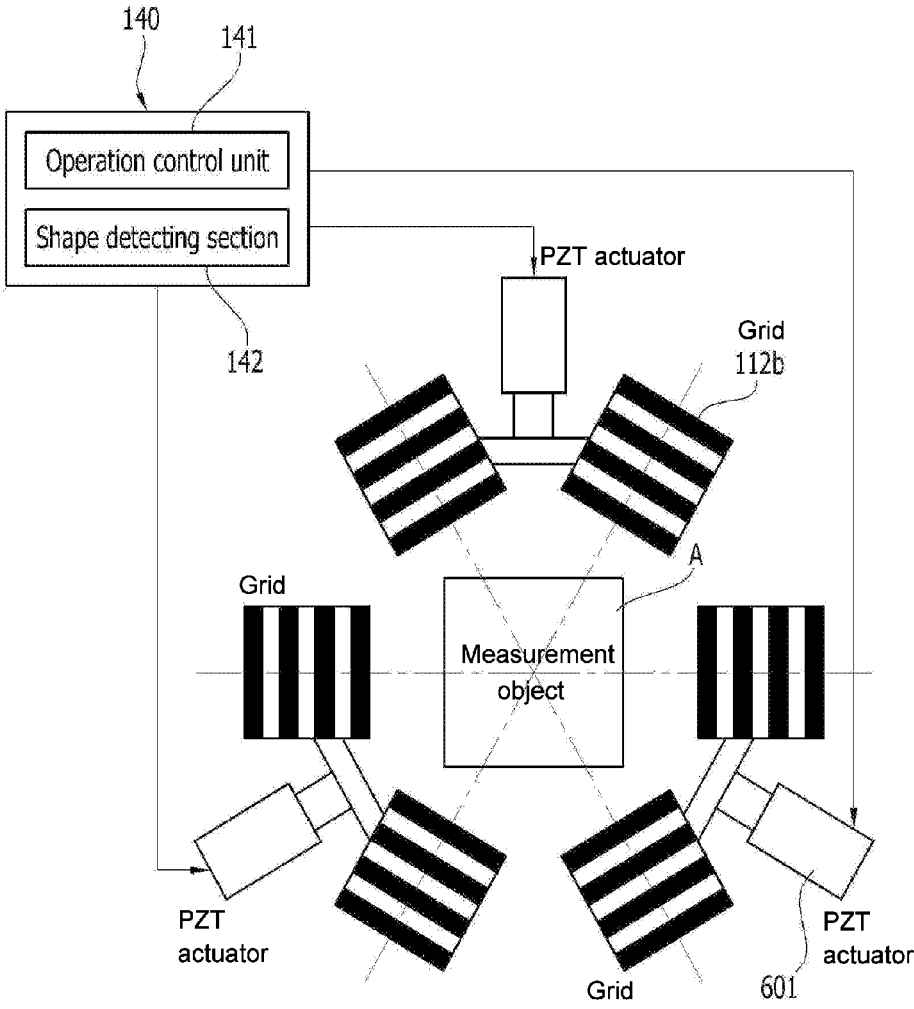 140
141
Operation control unit
Shape detecting section
142
PZT actuator
Grid
112b
A
Grid
Measurement
object
PZT
actuator
Grid
601
PZT
actuator